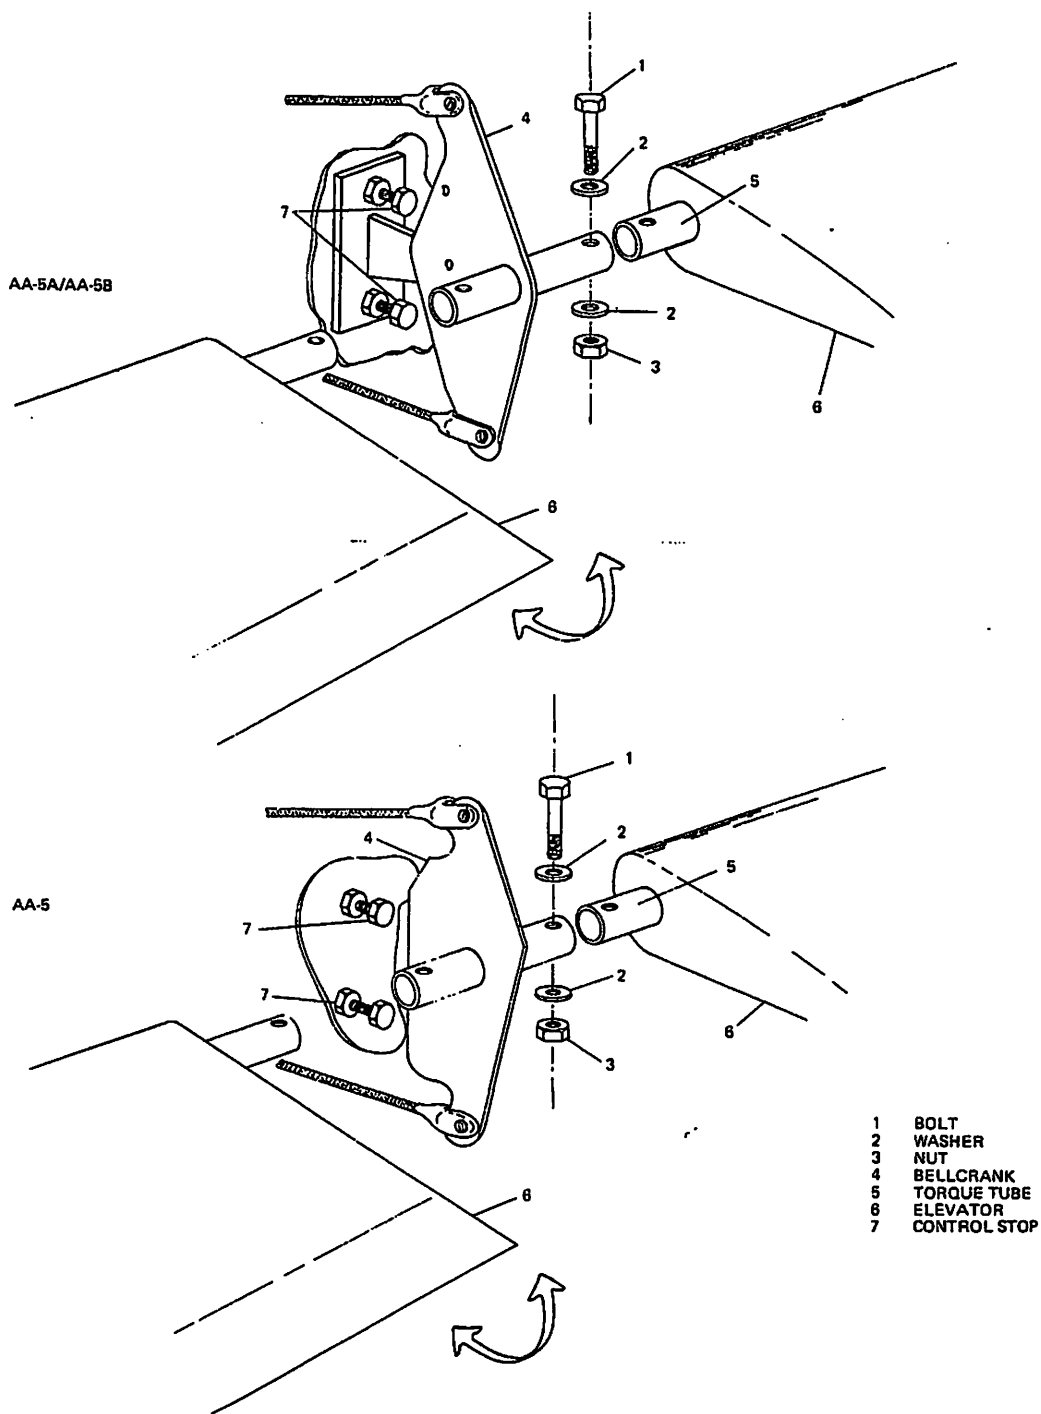 1
4
2
5
7
AA-5A/AA-5B
2
3
6
6
1
2
4
5
AA-5
7
7
2
6
3
6
1 BOLT
2 WASHER
3 NUT
4 BELLCRANK
5 TORQUE TUBE
6 ELEVATOR
7 CONTROL STOP